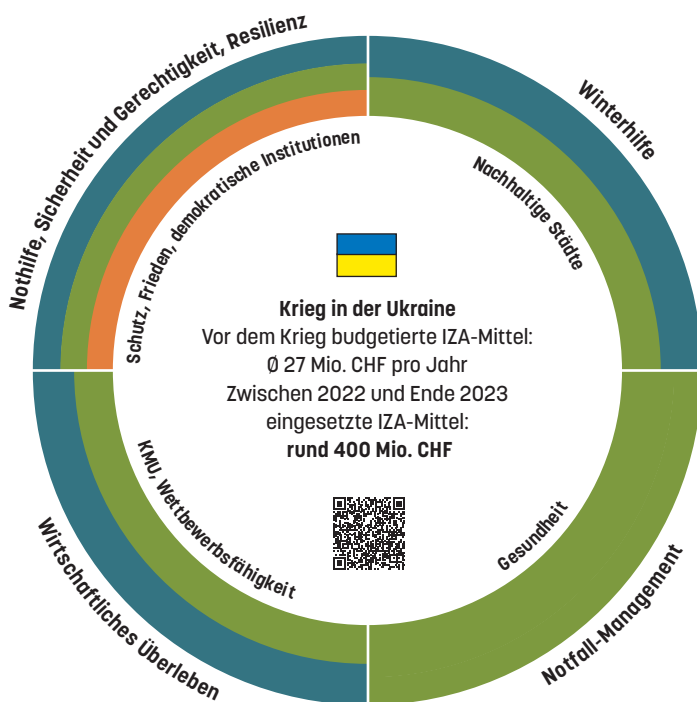 Nothilfe, Sicherheit und Gerechtigkeit, Resilienz
Winterhilfe
Schutz, Frieden, demokratische Institutionen
Nachhaltige Städte
Krieg in der Ukraine
Vor dem Krieg budgetierte IZA-Mittel:
Ø 27 Mio. CHF pro Jahr
Zwischen 2022 und Ende 2023
eingesetzte IZA-Mittel:
rund 400 Mio. CHF
KMU, Wettbewerbsfähigkeit
Gesundheit
Wirtschaftliches Überleben
Notfall-Management